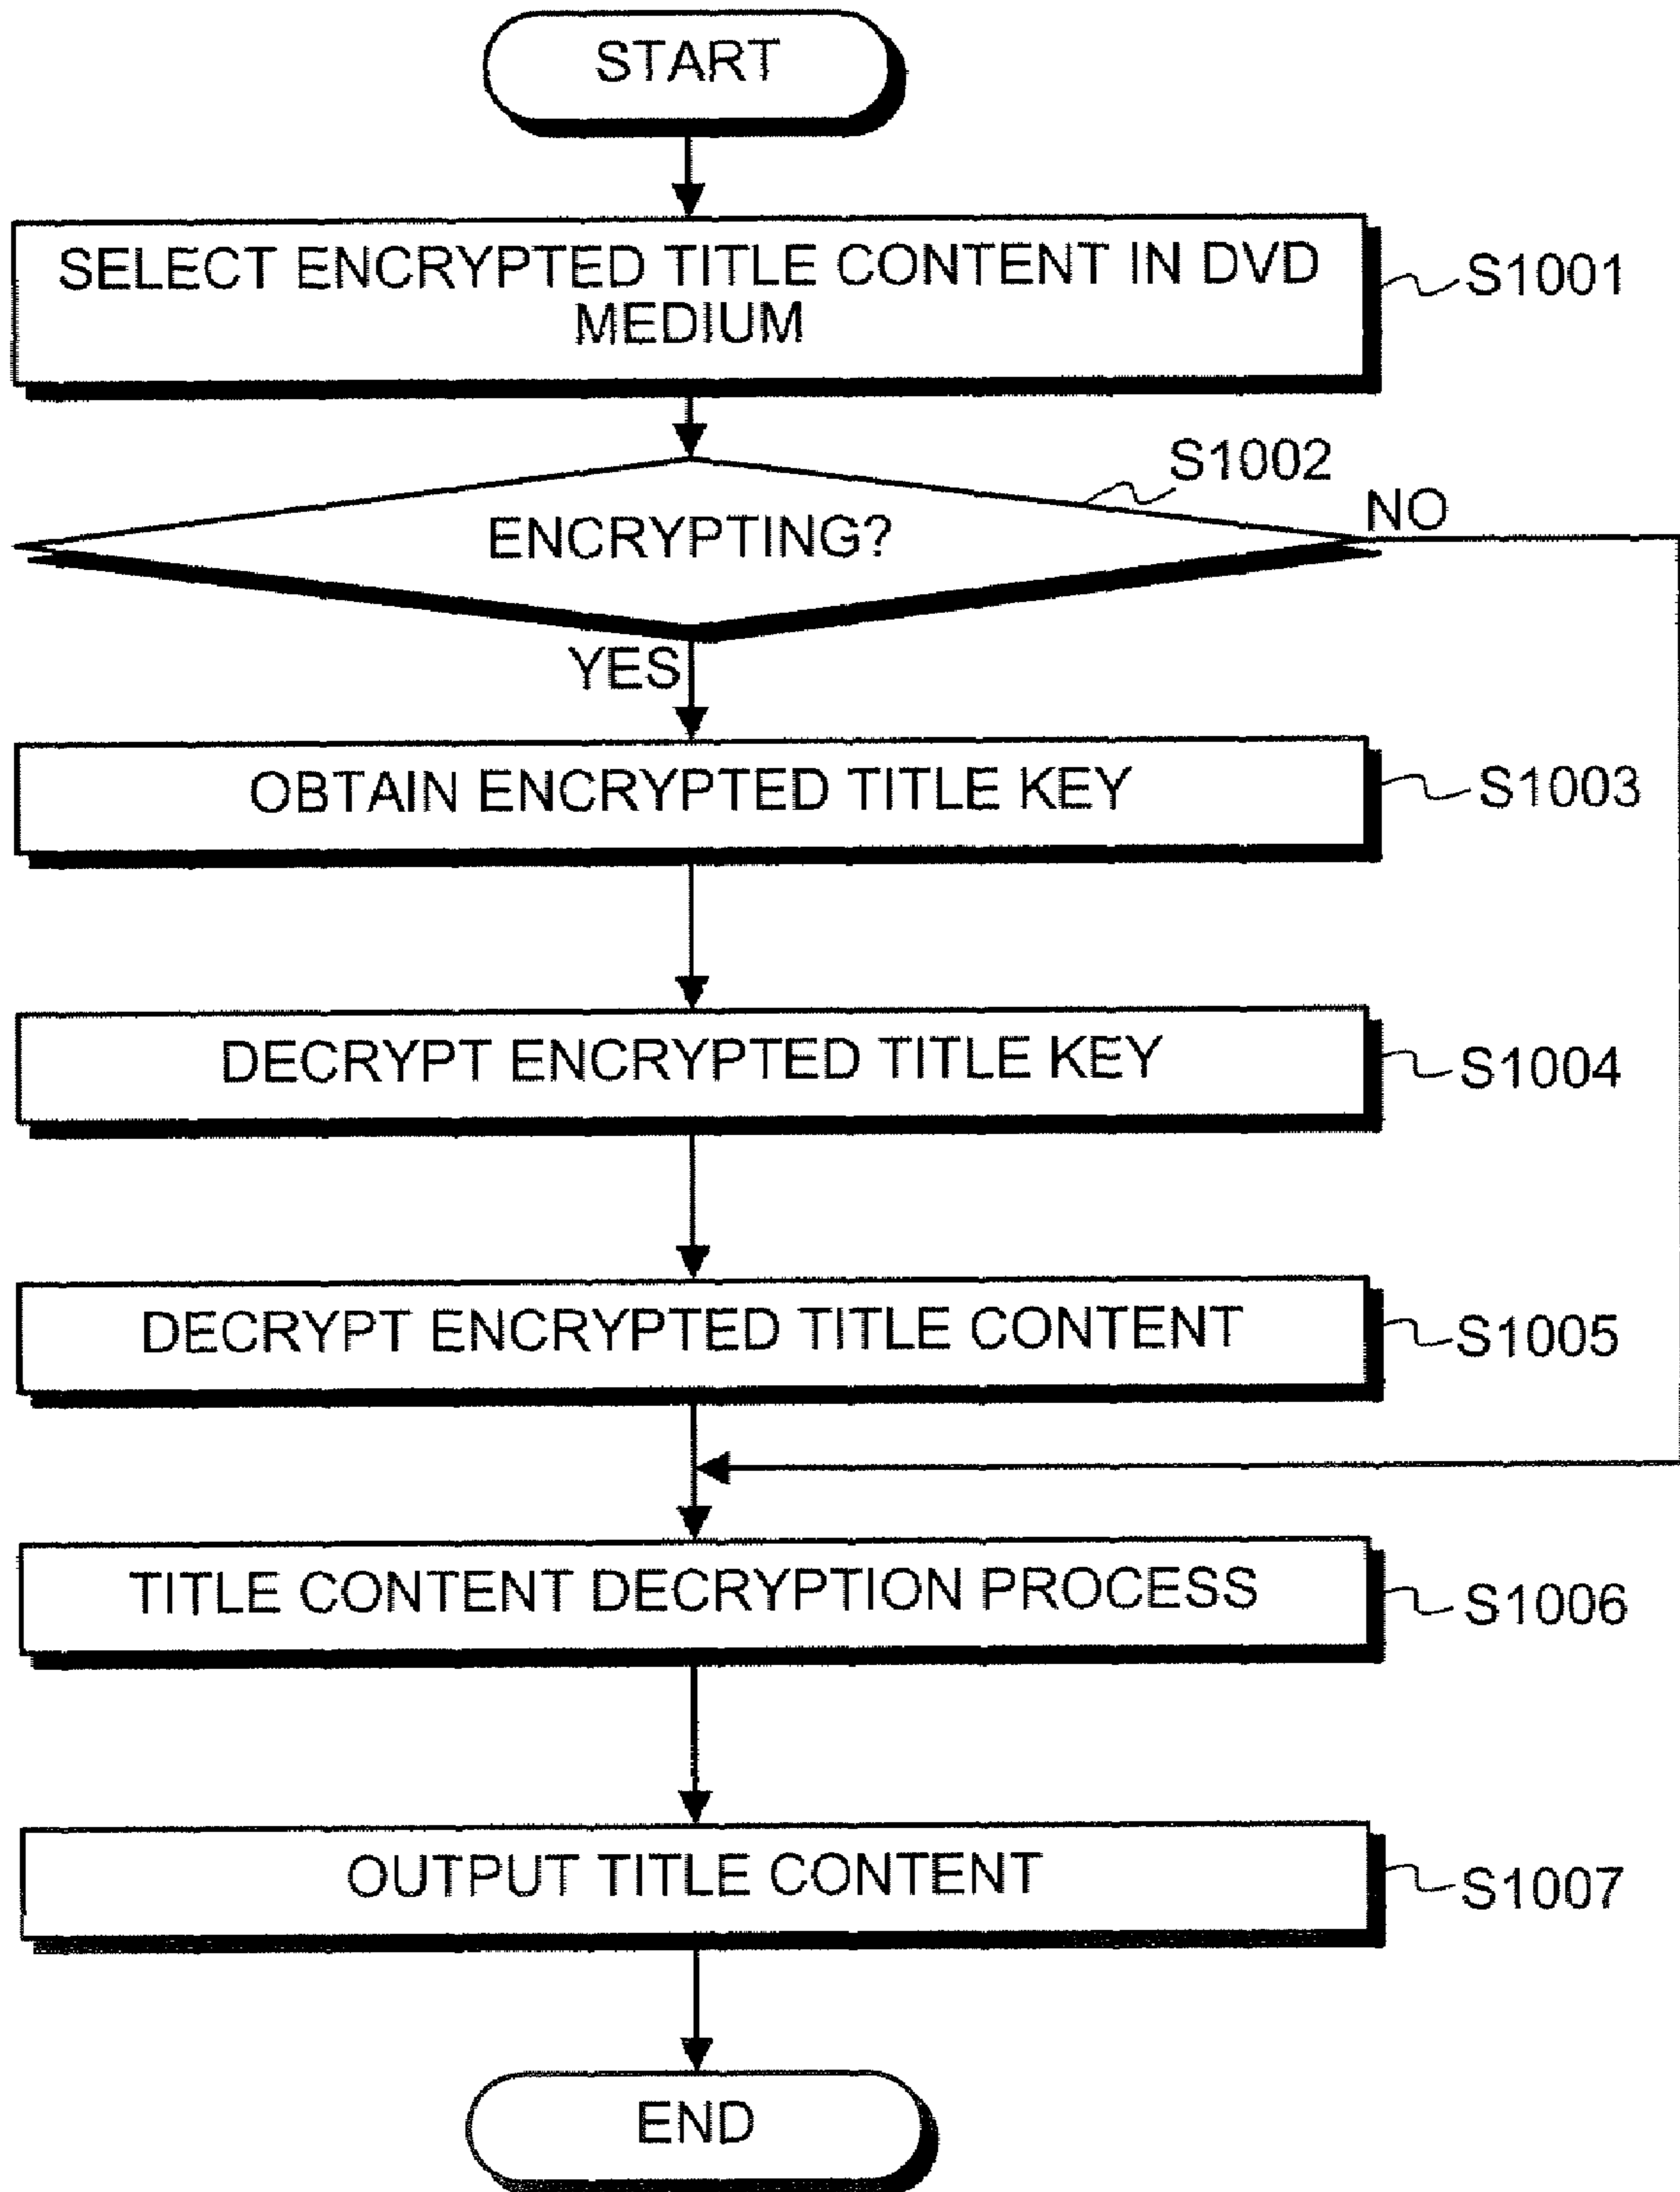 START
SELECT ENCRYPTED TITLE CONTENT IN DVD
MEDIUM
S1001
S1002
ENCRYPTING?
NO
YES
OBTAIN ENCRYPTED TITLE KEY
S1003
DECRYPT ENCRYPTED TITLE KEY
S1004
DECRYPT ENCRYPTED TITLE CONTENT
S1005
TITLE CONTENT DECRYPTION PROCESS
S1006
OUTPUT TITLE CONTENT
S1007
END